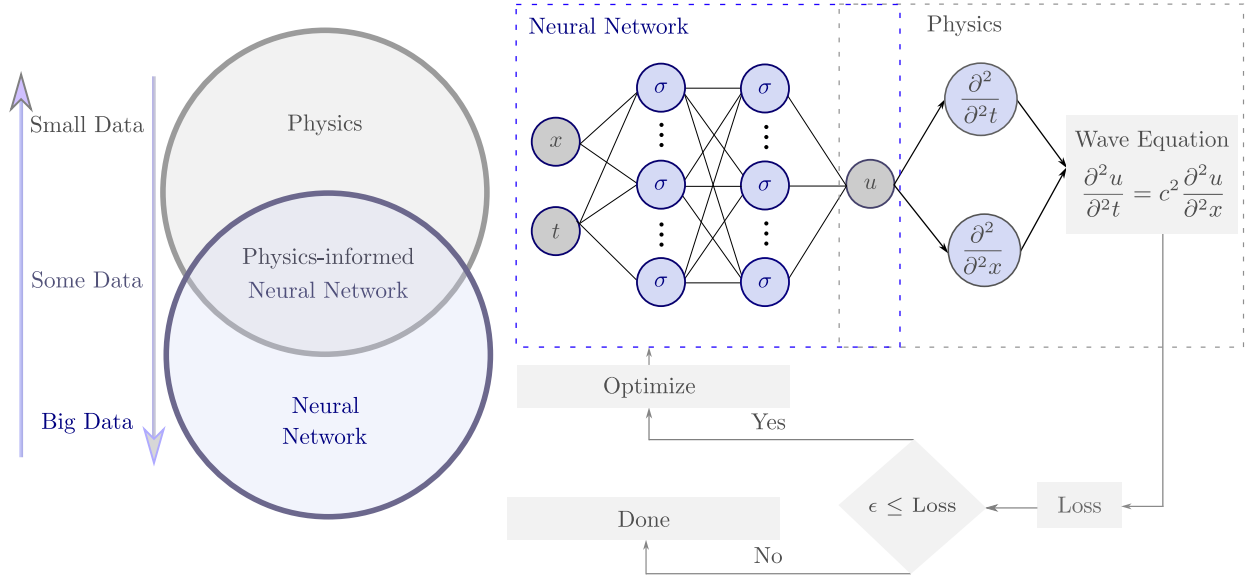 Small Data
Some Data
Big Data
Physics
Physics-informed
Neural Network
Neural
Network
Neural Network
Physics
x
t
σ
σ
σ
σ
σ
σ
u
∂²/∂²t
∂²/∂²x
Wave Equation
∂²u/∂²t = c² ∂²u/∂²x
Optimize
Yes
ϵ ≤ Loss
Loss
Done
No